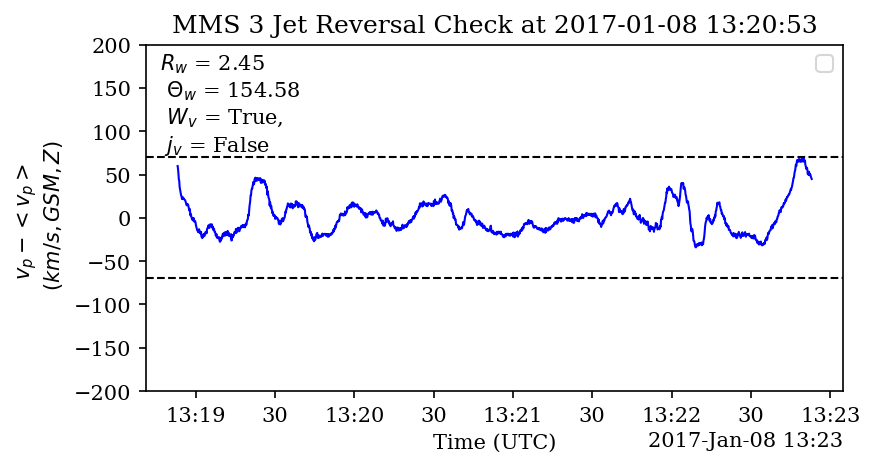 MMS 3 Jet Reversal Check at 2017-01-08 13:20:53
R_w = 2.45
Θ_w = 154.58
W_v = True,
j_v = False
200
150
100
50
0
−50
−100
−150
−200
v_p − <v_p>
(km/s, GSM, Z)
13:19 30 13:20 30 13:21 30 13:22 30 13:23
Time (UTC)
2017-Jan-08 13:23